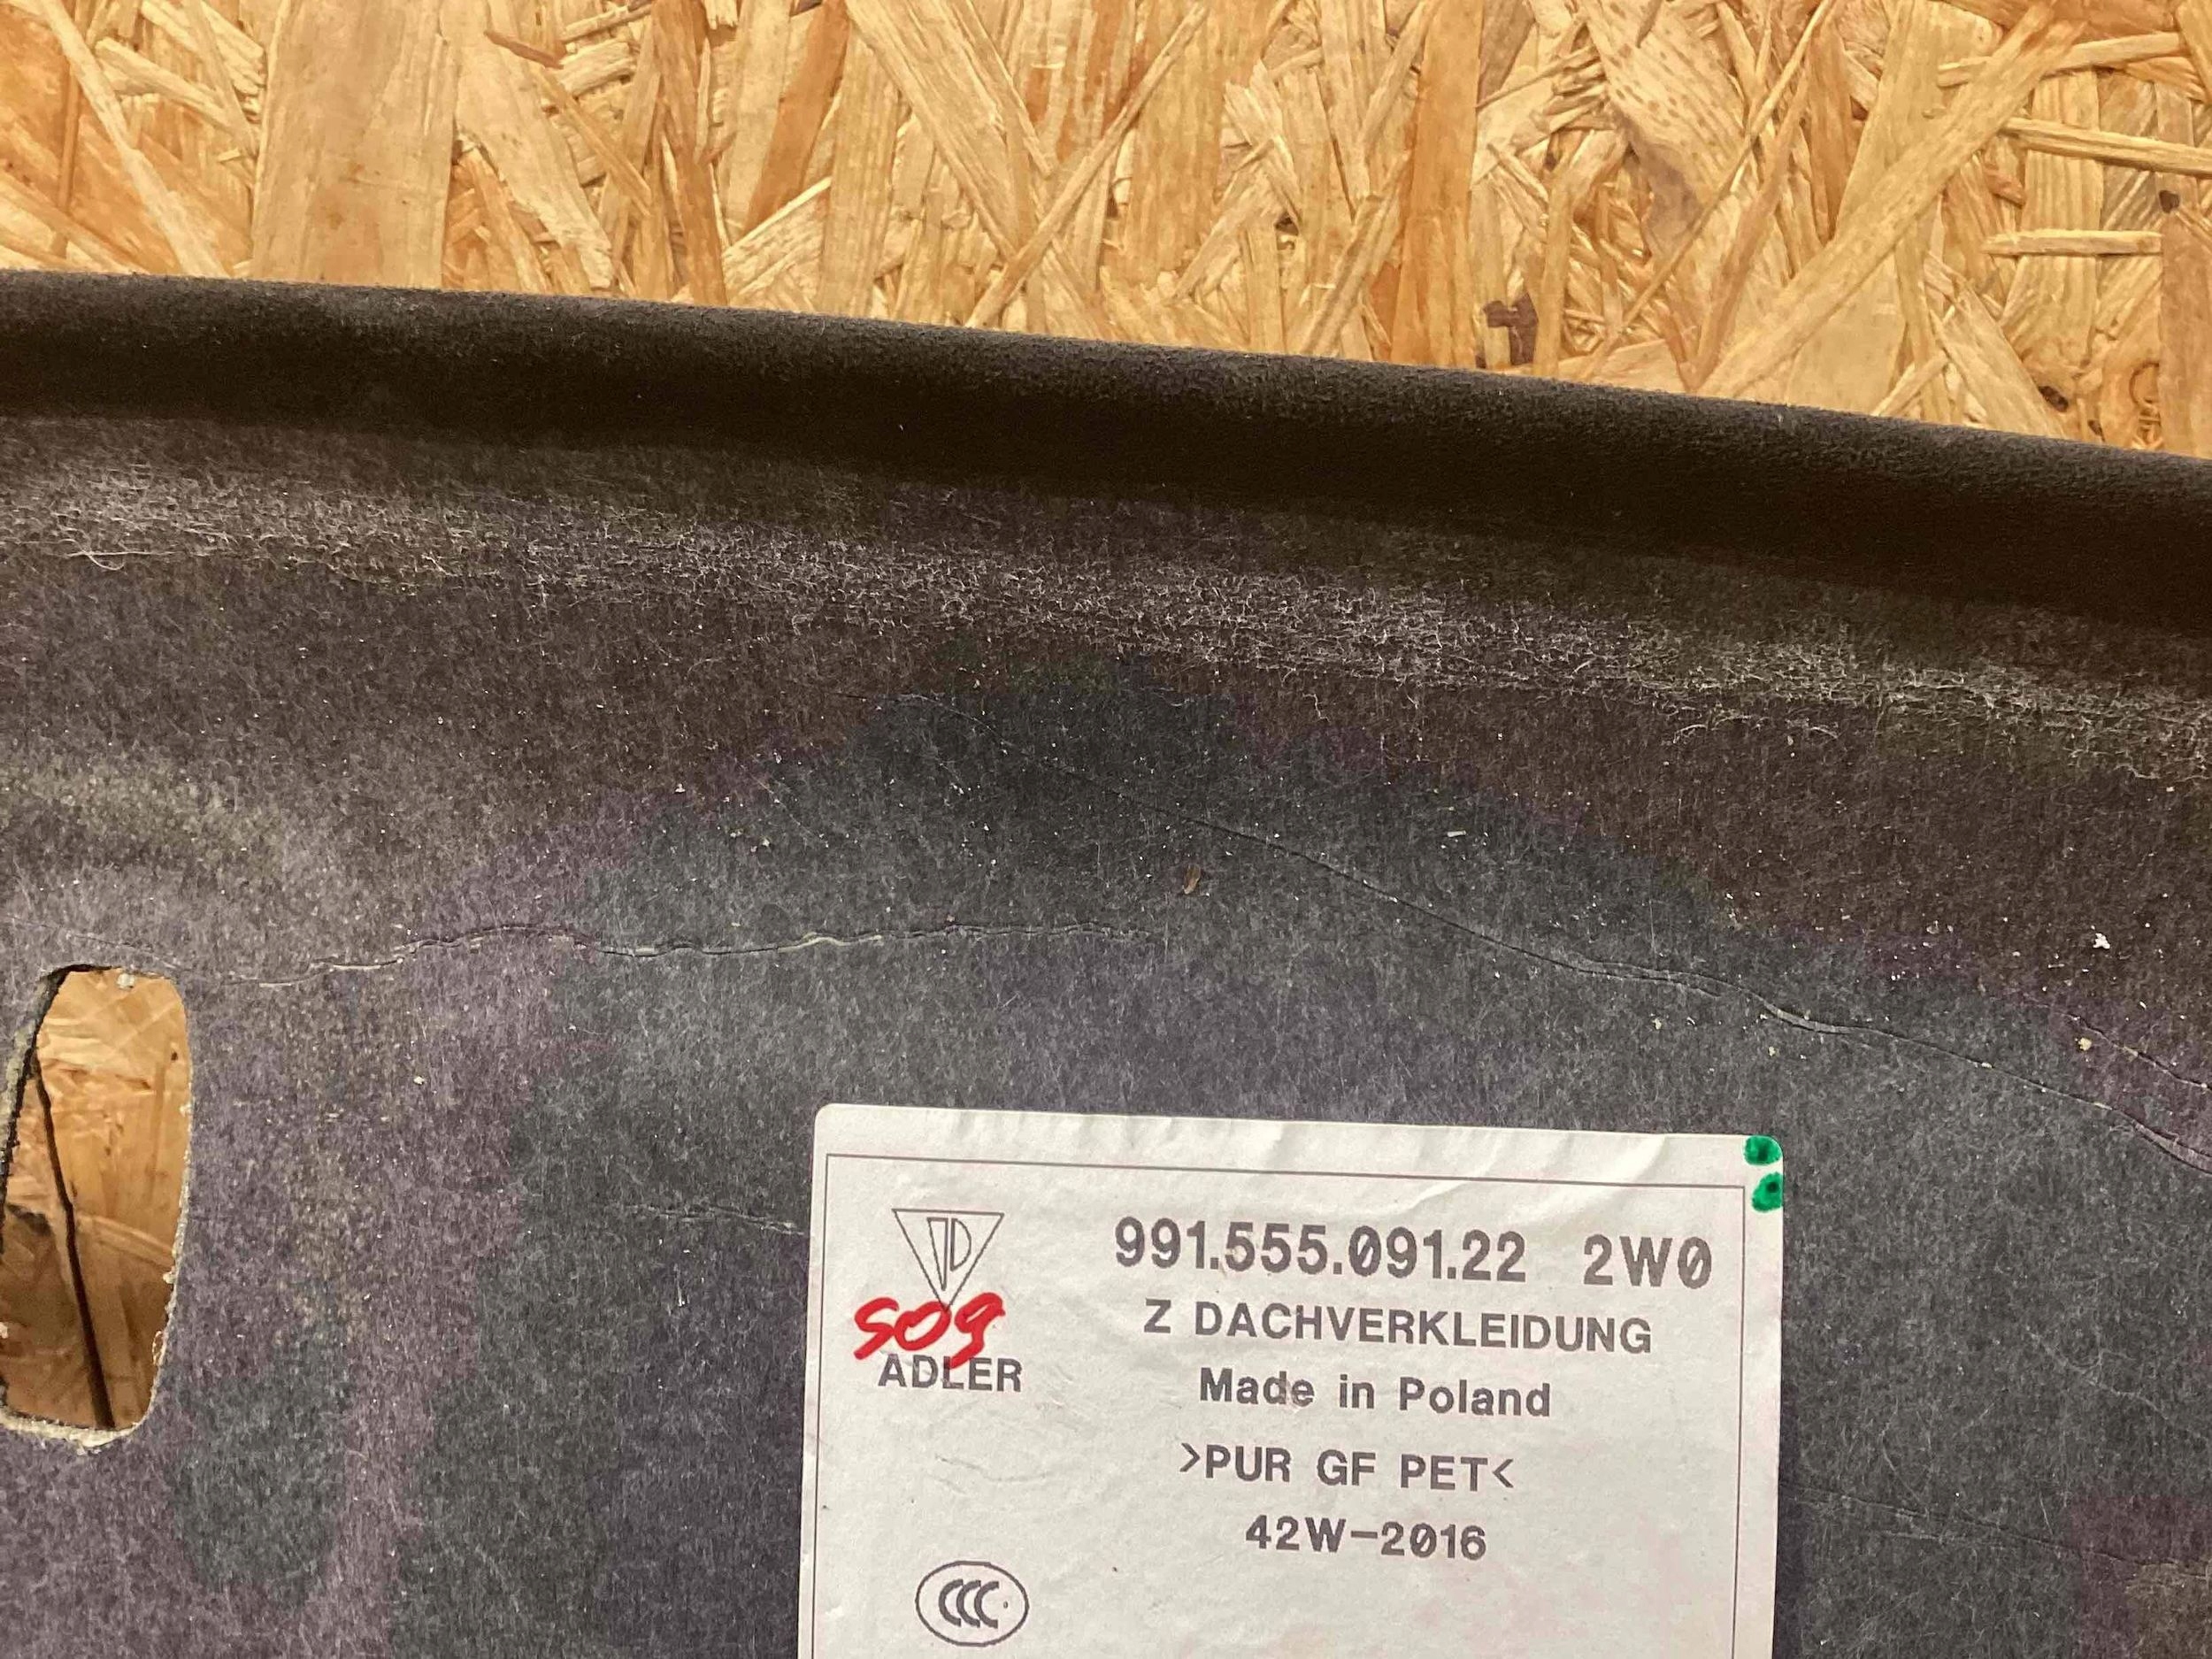 991.555.091.22 2W0
Z DACHVERKLEIDUNG
S09
ADLER
Made in Poland
>PUR GF PET<
42W-2016
CCC